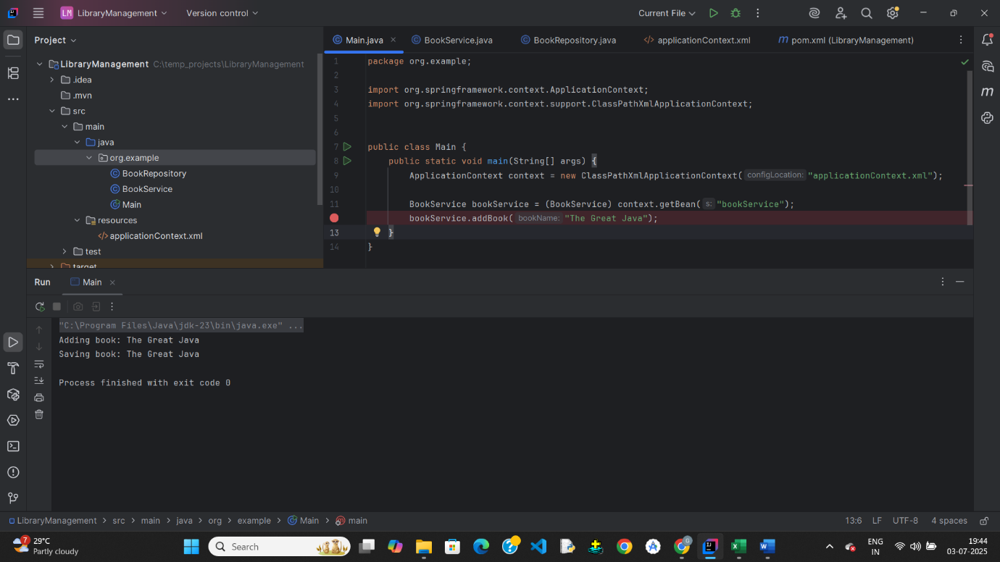 LM LibraryManagement Version control Current File
Project
LibraryManagement C:\temp_projects\LibraryManagement
.idea
.mvn
src
main
java
org.example
BookRepository
BookService
Main
resources
applicationContext.xml
test
target
Main.java BookService.java BookRepository.java applicationContext.xml m pom.xml (LibraryManagement)
1 package org.example;
2
3 import org.springframework.context.ApplicationContext;
4 import org.springframework.context.support.ClassPathXmlApplicationContext;
5
6
7 public class Main {
8 public static void main(String[] args) {
9 ApplicationContext context = new ClassPathXmlApplicationContext( configLocation: "applicationContext.xml");
10
11 BookService bookService = (BookService) context.getBean( s: "bookService");
bookService.addBook( bookName: "The Great Java");
13 }
14 }
Run Main
"C:\Program Files\Java\jdk-23\bin\java.exe" ...
Adding book: The Great Java
Saving book: The Great Java
Process finished with exit code 0
LibraryManagement > src > main > java > org > example > Main > main 13:6 LF UTF-8 4 spaces
7 29°C
Partly cloudy
Search
ENG
IN
19:44
03-07-2025